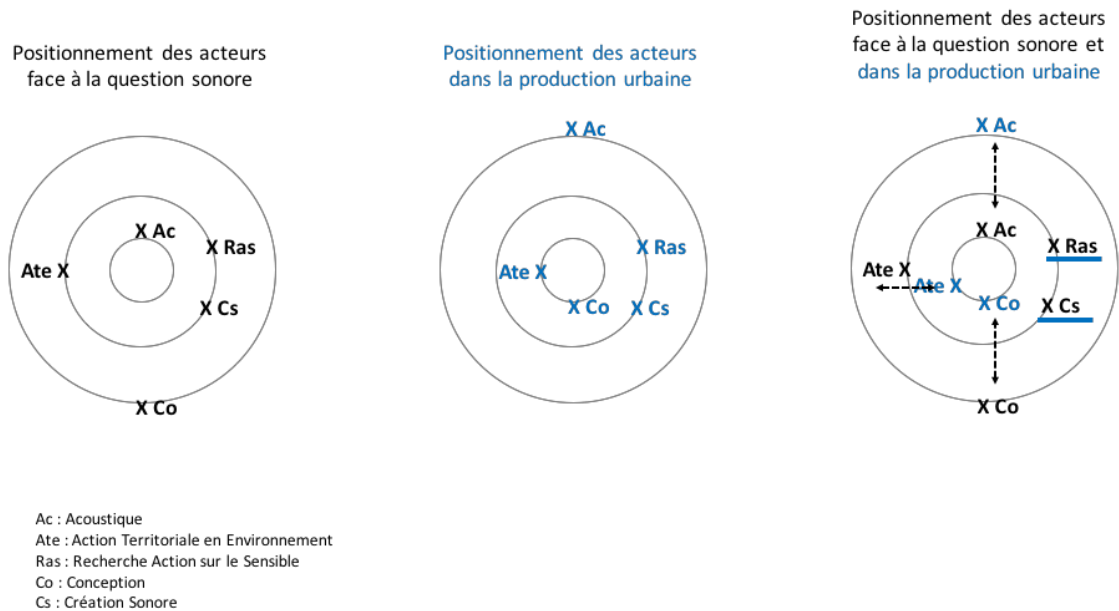 Positionnement des acteurs
face à la question sonore
X Ac
X Ras
Ate X
X Cs
X Co
Positionnement des acteurs
dans la production urbaine
X Ac
X Ras
Ate X
X Co
X Cs
Positionnement des acteurs
face à la question sonore et
dans la production urbaine
X Ac
X Ac
X Ras
Ate X
Ate X
X Co
X Cs
X Co
Ac : Acoustique
Ate : Action Territoriale en Environnement
Ras : Recherche Action sur le Sensible
Co : Conception
Cs : Création Sonore